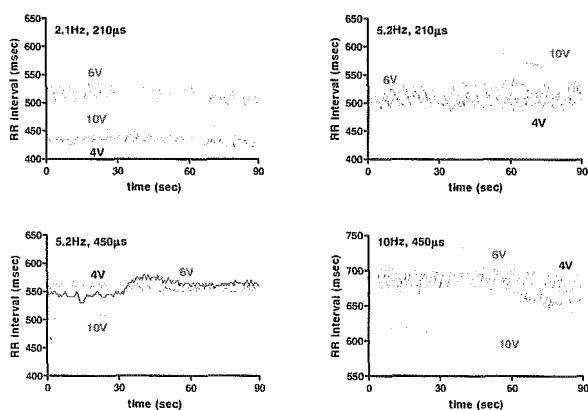 2.1Hz, 210µs
RR interval (msec)
650
600
550
500
450
400
6V
10V
4V
0
30
60
90
time (sec)
5.2Hz, 210µs
RR interval (msec)
650
600
550
500
450
400
10V
6V
4V
0
30
60
90
time (sec)
5.2Hz, 450µs
RR interval (msec)
650
600
550
500
450
400
4V
6V
10V
0
30
60
90
time (sec)
10Hz, 450µs
RR interval (msec)
800
750
700
650
600
550
6V
4V
10V
0
30
60
90
time (sec)